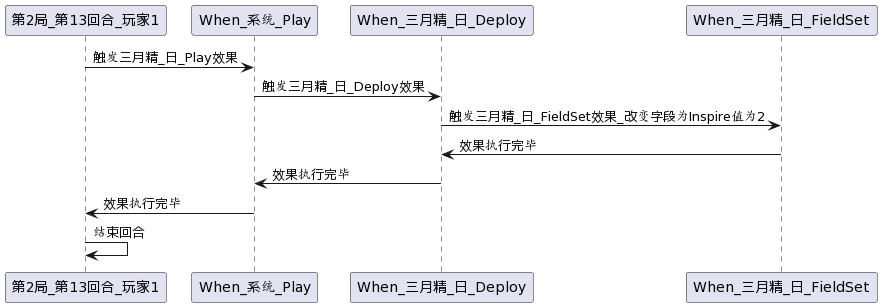 第2局_第13回合_玩家1
When_系统_Play
When_三月精_日_Deploy
When_三月精_日_FieldSet
触发三月精_日_Play效果
触发三月精_日_Deploy效果
触发三月精_日_FieldSet效果_改变字段为Inspire值为2
效果执行完毕
效果执行完毕
效果执行完毕
结束回合
第2局_第13回合_玩家1
When_系统_Play
When_三月精_日_Deploy
When_三月精_日_FieldSet